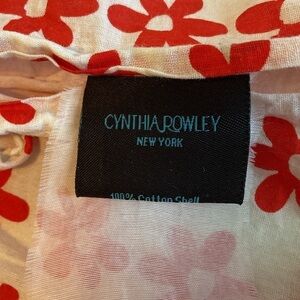 CYNTHIA ROWLEY
NEW YORK
100% Cotton Shell